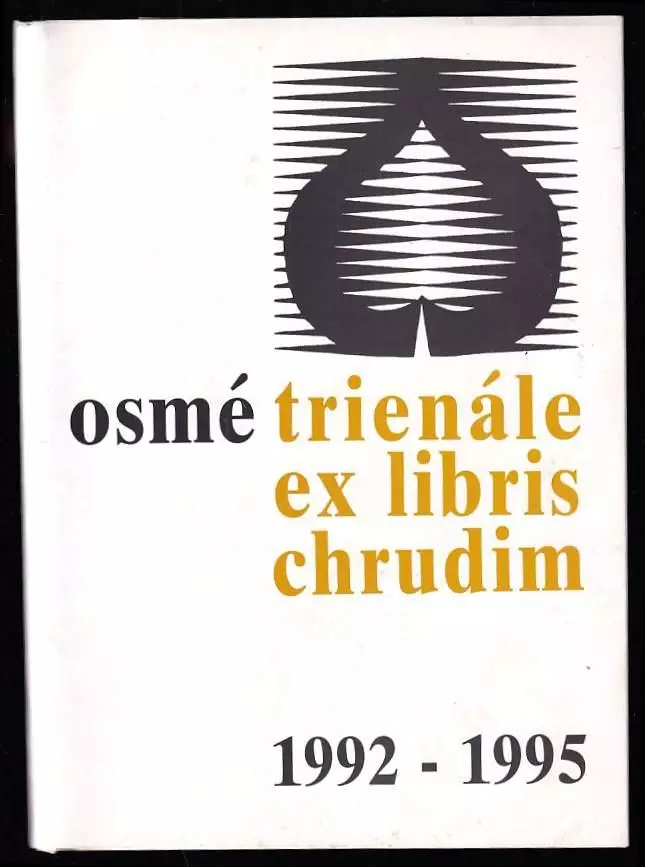 osmé trienále
ex libris
chrudim
1992 - 1995